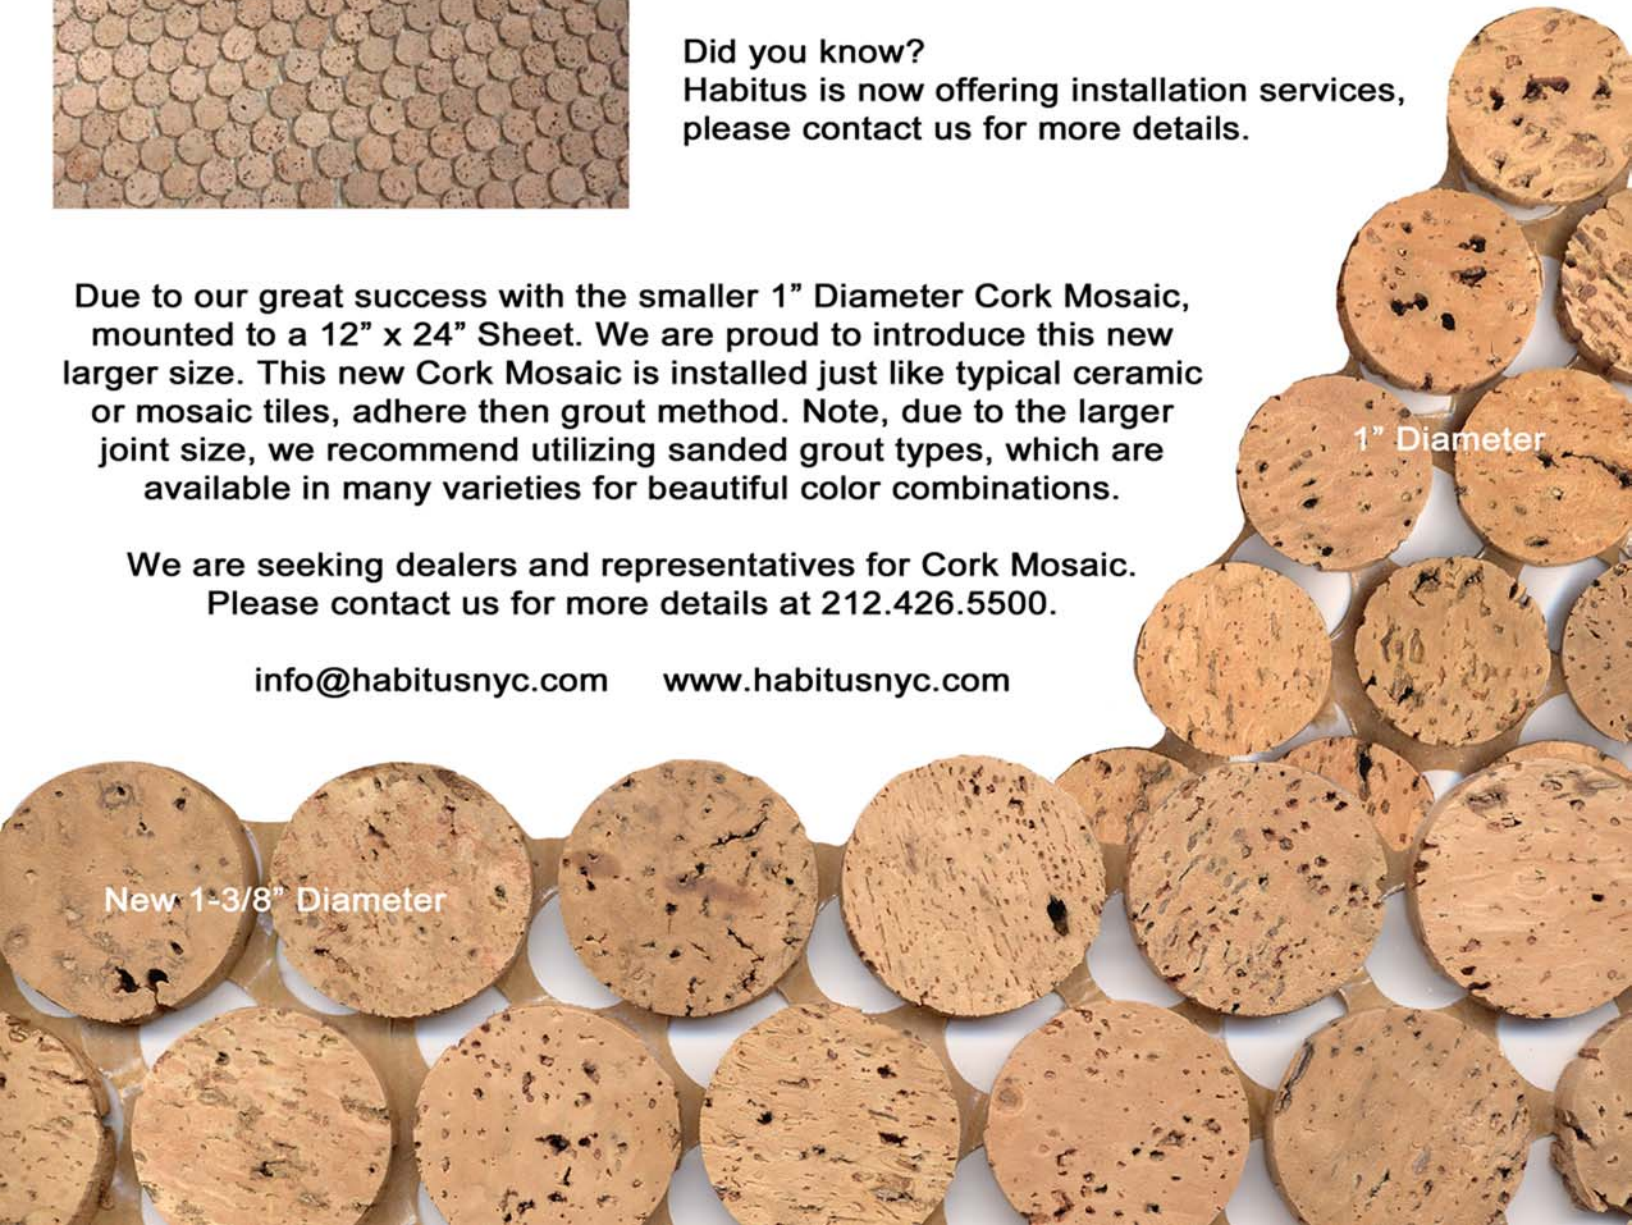 Did you know?
Habitus is now offering installation services,
please contact us for more details.
Due to our great success with the smaller 1” Diameter Cork Mosaic,
mounted to a 12” x 24” Sheet. We are proud to introduce this new
larger size. This new Cork Mosaic is installed just like typical ceramic
or mosaic tiles, adhere then grout method. Note, due to the larger
joint size, we recommend utilizing sanded grout types, which are
available in many varieties for beautiful color combinations.
We are seeking dealers and representatives for Cork Mosaic.
Please contact us for more details at 212.426.5500.
info@habitusnyc.com www.habitusnyc.com
1” Diameter
New 1-3/8” Diameter